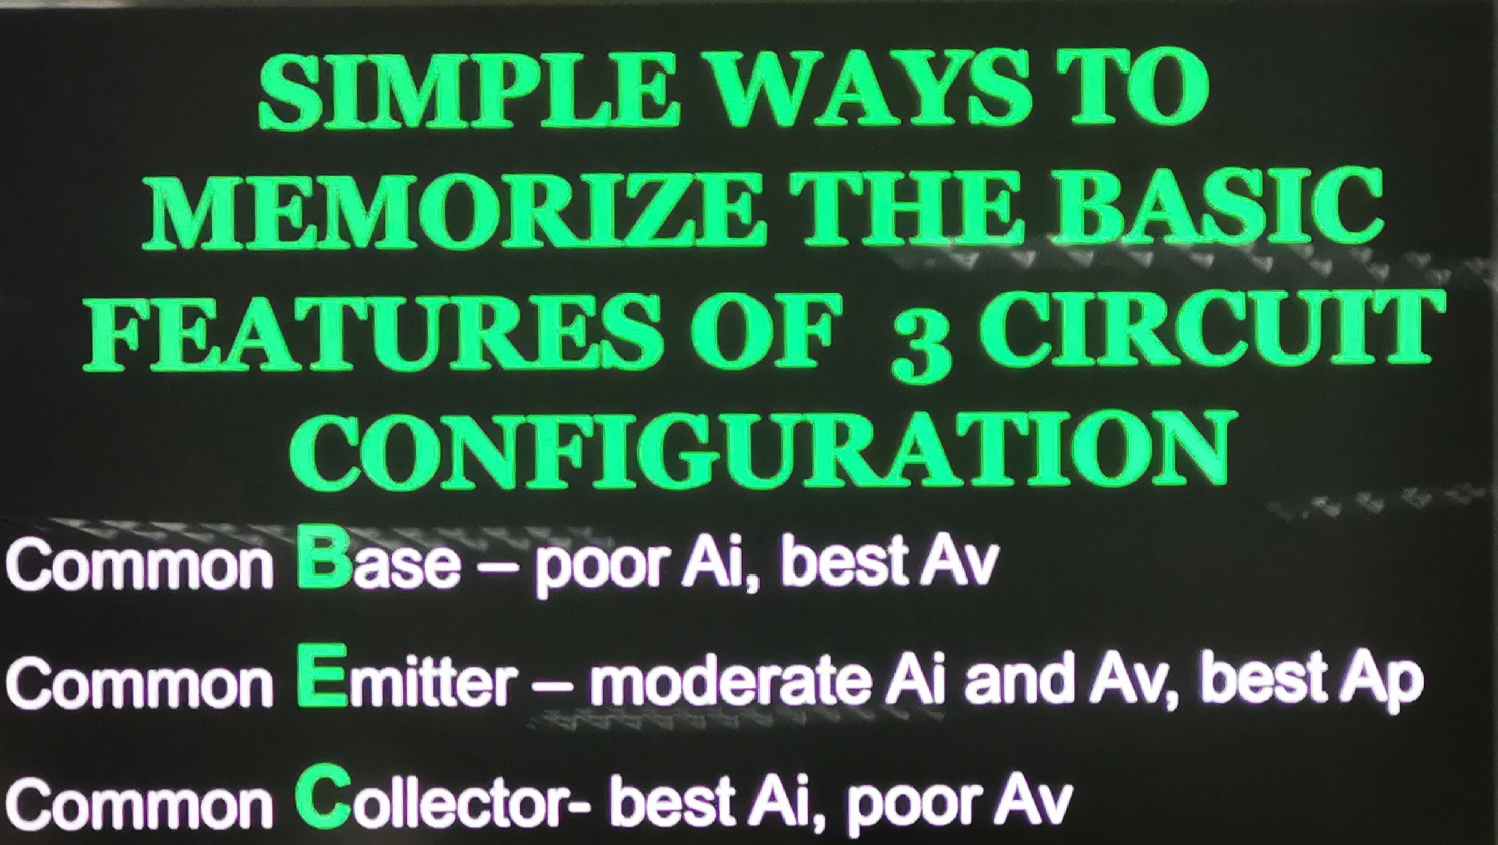 SIMPLE WAYS TO
MEMORIZE THE BASIC
FEATURES OF 3 CIRCUIT
CONFIGURATION
Common Base – poor Ai, best Av
Common Emitter – moderate Ai and Av, best Ap
Common Collector- best Ai, poor Av